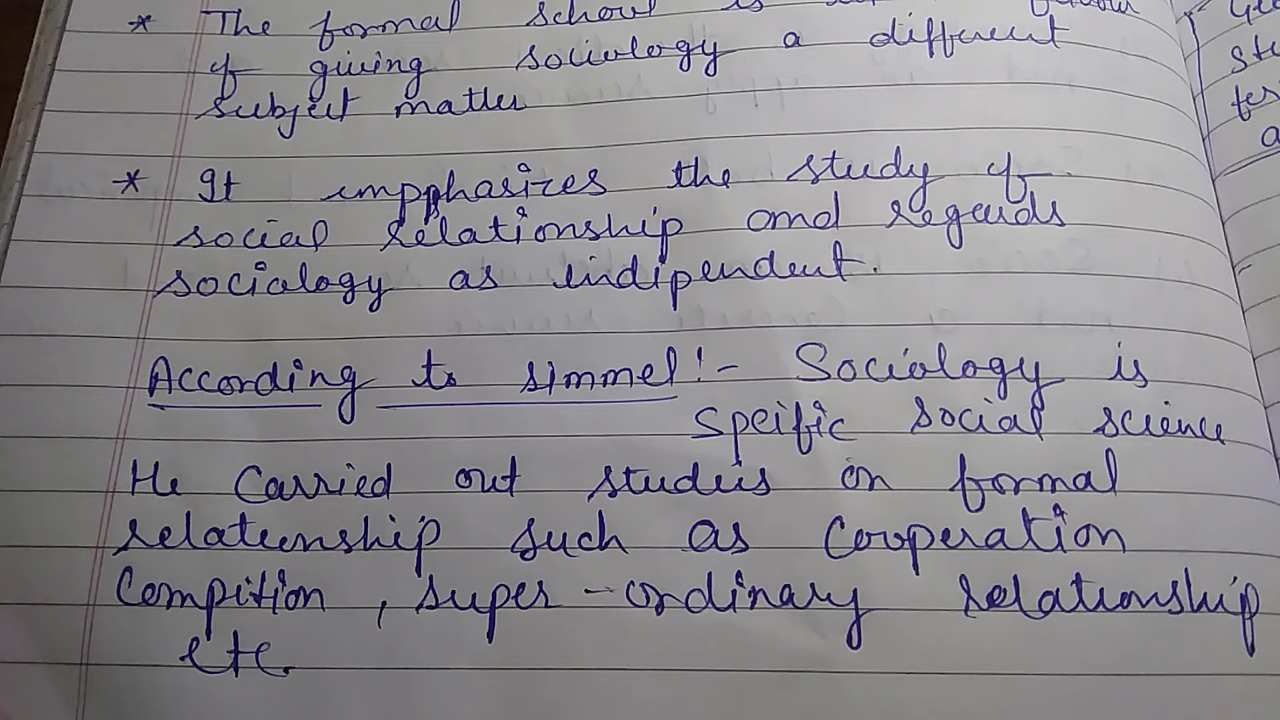 * The formal school is
of giving sociology a different
subject matter
* It empphasizes the study of
social relationship and regards
sociology as indipendent.
According to simmel:- Sociology is
speific social science
He carried out studeis on formal
relationship such as Cooperation
Compition, super-ordinary relationship
etc.